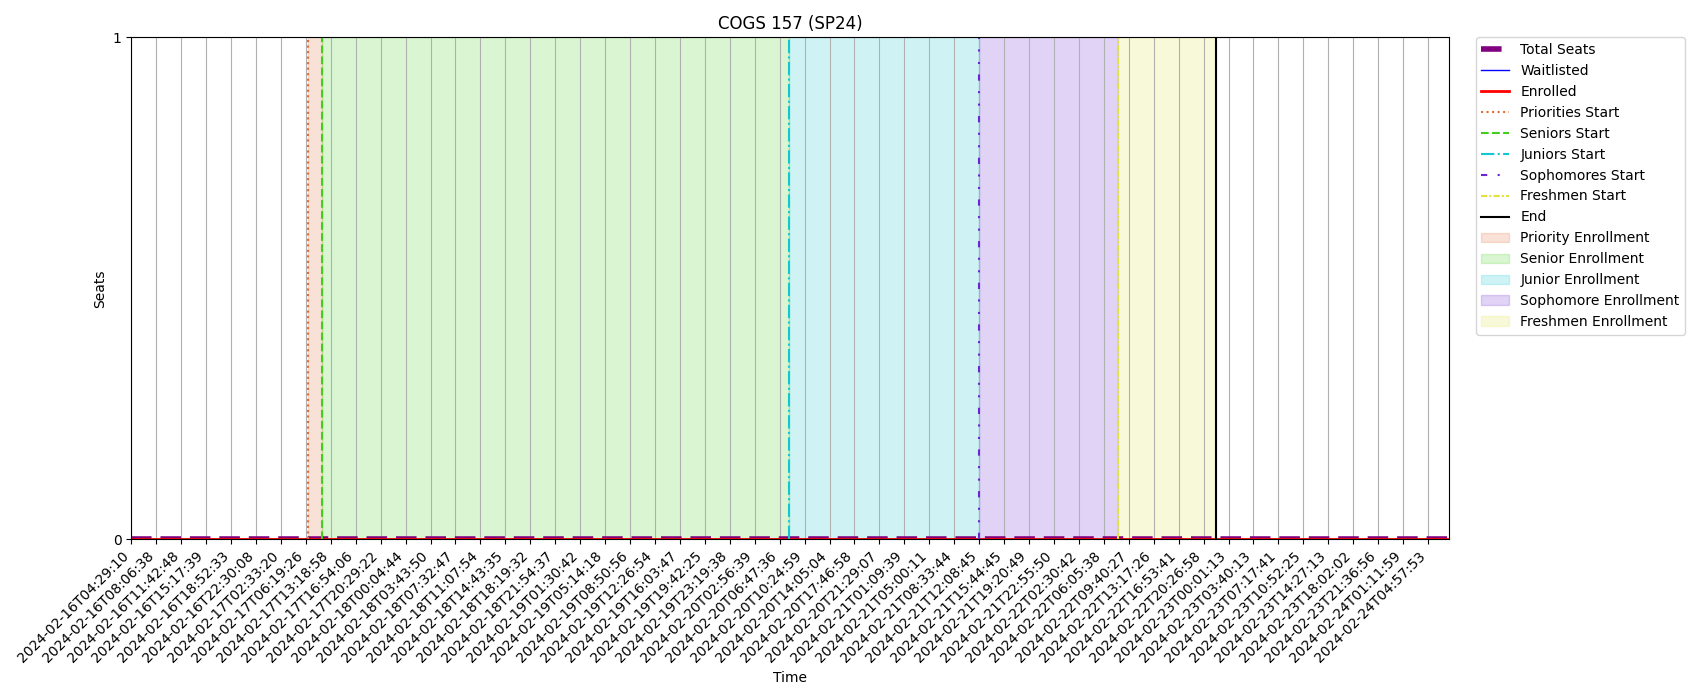 COGS 157 (SP24)
1
0
Seats
2024-02-16T04:29:10
2024-02-16T08:06:38
2024-02-16T11:42:48
2024-02-16T15:17:39
2024-02-16T18:52:33
2024-02-16T22:30:08
2024-02-17T02:33:20
2024-02-17T06:19:26
2024-02-17T13:18:58
2024-02-17T16:54:06
2024-02-17T20:29:22
2024-02-18T00:04:44
2024-02-18T03:43:50
2024-02-18T07:32:47
2024-02-18T11:07:54
2024-02-18T14:43:35
2024-02-18T18:19:32
2024-02-18T21:54:37
2024-02-19T01:30:42
2024-02-19T05:14:18
2024-02-19T08:50:56
2024-02-19T12:26:54
2024-02-19T16:03:47
2024-02-19T19:42:25
2024-02-19T23:19:38
2024-02-20T02:56:39
2024-02-20T06:47:36
2024-02-20T10:24:59
2024-02-20T14:05:04
2024-02-20T17:46:58
2024-02-20T21:29:07
2024-02-21T01:09:39
2024-02-21T05:00:11
2024-02-21T08:33:44
2024-02-21T12:08:45
2024-02-21T15:44:45
2024-02-21T19:20:49
2024-02-21T22:55:50
2024-02-22T02:30:42
2024-02-22T06:05:38
2024-02-22T09:40:27
2024-02-22T13:17:26
2024-02-22T16:53:41
2024-02-22T20:26:58
2024-02-23T00:01:13
2024-02-23T03:40:13
2024-02-23T07:17:41
2024-02-23T10:52:25
2024-02-23T14:27:13
2024-02-23T18:02:02
2024-02-23T21:36:56
2024-02-24T01:11:59
2024-02-24T04:57:53
Time
Total Seats
Waitlisted
Enrolled
Priorities Start
Seniors Start
Juniors Start
Sophomores Start
Freshmen Start
End
Priority Enrollment
Senior Enrollment
Junior Enrollment
Sophomore Enrollment
Freshmen Enrollment